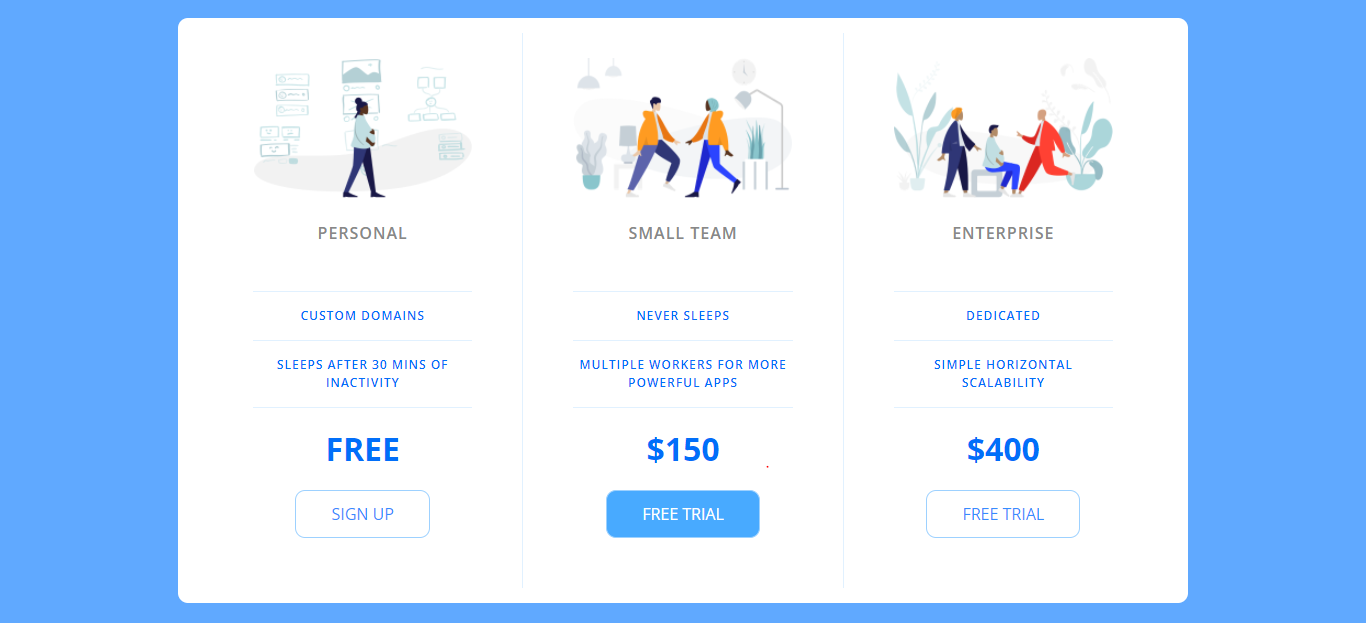 PERSONAL
CUSTOM DOMAINS
SLEEPS AFTER 30 MINS OF
INACTIVITY
FREE
SIGN UP
SMALL TEAM
NEVER SLEEPS
MULTIPLE WORKERS FOR MORE
POWERFUL APPS
$150
FREE TRIAL
ENTERPRISE
DEDICATED
SIMPLE HORIZONTAL
SCALABILITY
$400
FREE TRIAL